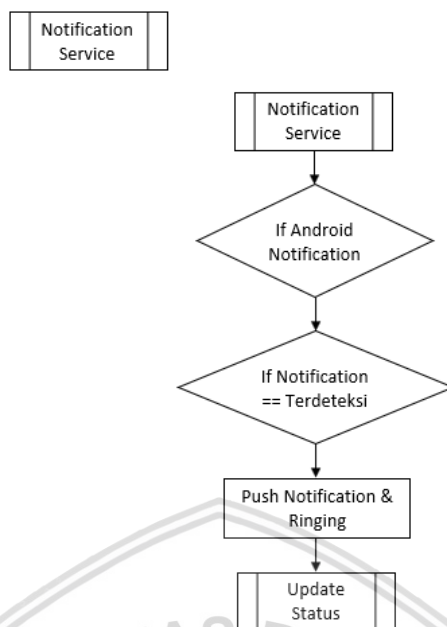 Notification
Service
Notification
Service
If Android
Notification
If Notification
== Terdeteksi
Push Notification &
Ringing
Update
Status